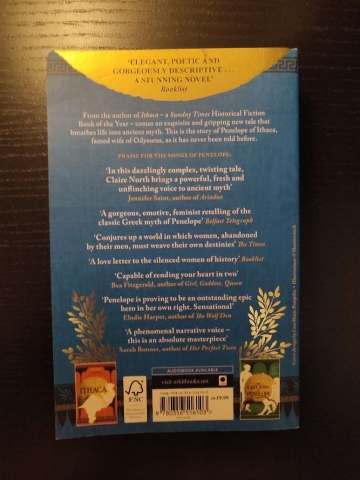 'ELEGANT, POETIC AND
GORGEOUSLY DESCRIPTIVE . . .
A STUNNING NOVEL'
Booklist
From the author of Ithaca – a Sunday Times Historical Fiction
Book of the Year – comes an exquisite and gripping new tale that
breathes life into ancient myth. This is the story of Penelope of Ithaca,
famed wife of Odysseus, as it has never been told before.
PRAISE FOR THE SONGS OF PENELOPE:
'In this dazzlingly complex, twisting tale,
Claire North brings a powerful, fresh and
unflinching voice to ancient myth'
Jennifer Saint, author of Ariadne
'A gorgeous, emotive, feminist retelling of the
classic Greek myth of Penelope' Belfast Telegraph
'Conjures up a world in which women, abandoned
by their men, must weave their own destinies' The Times
'A love letter to the silenced women of history' Booklist
'Capable of rending your heart in two'
Bea Fitzgerald, author of Girl, Goddess, Queen
'Penelope is proving to be an outstanding epic
hero in her own right. Sensational'
Elodie Harper, author of The Wolf Den
'A phenomenal narrative voice –
this is an absolute masterpiece'
Sarah Bonner, author of Her Perfect Twin
AUDIOBOOK AVAILABLE
visit orbitbooks.net
ITHACA
FSC
PENELOPE